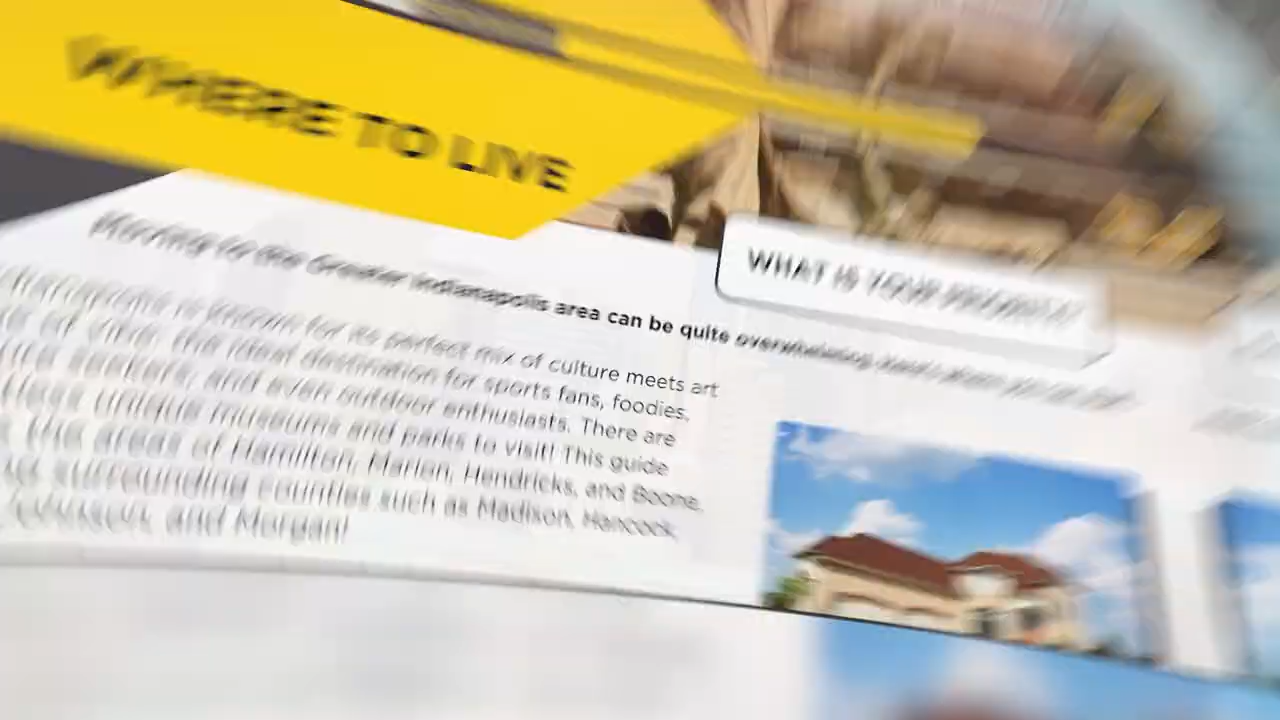 WHERE TO LIVE
WHAT IS YOUR PRIORITY?
Moving to the Greater Indianapolis area can be quite overwhelming
is known for its perfect mix of culture meets art
the ideal destination for sports fans, foodies,
and even outdoor enthusiasts. There are
unique museums and parks to visit! This guide
the areas of Hamilton, Marion, Hendricks, and Boone,
surrounding counties such as Madison, Hancock,
and Morgan!